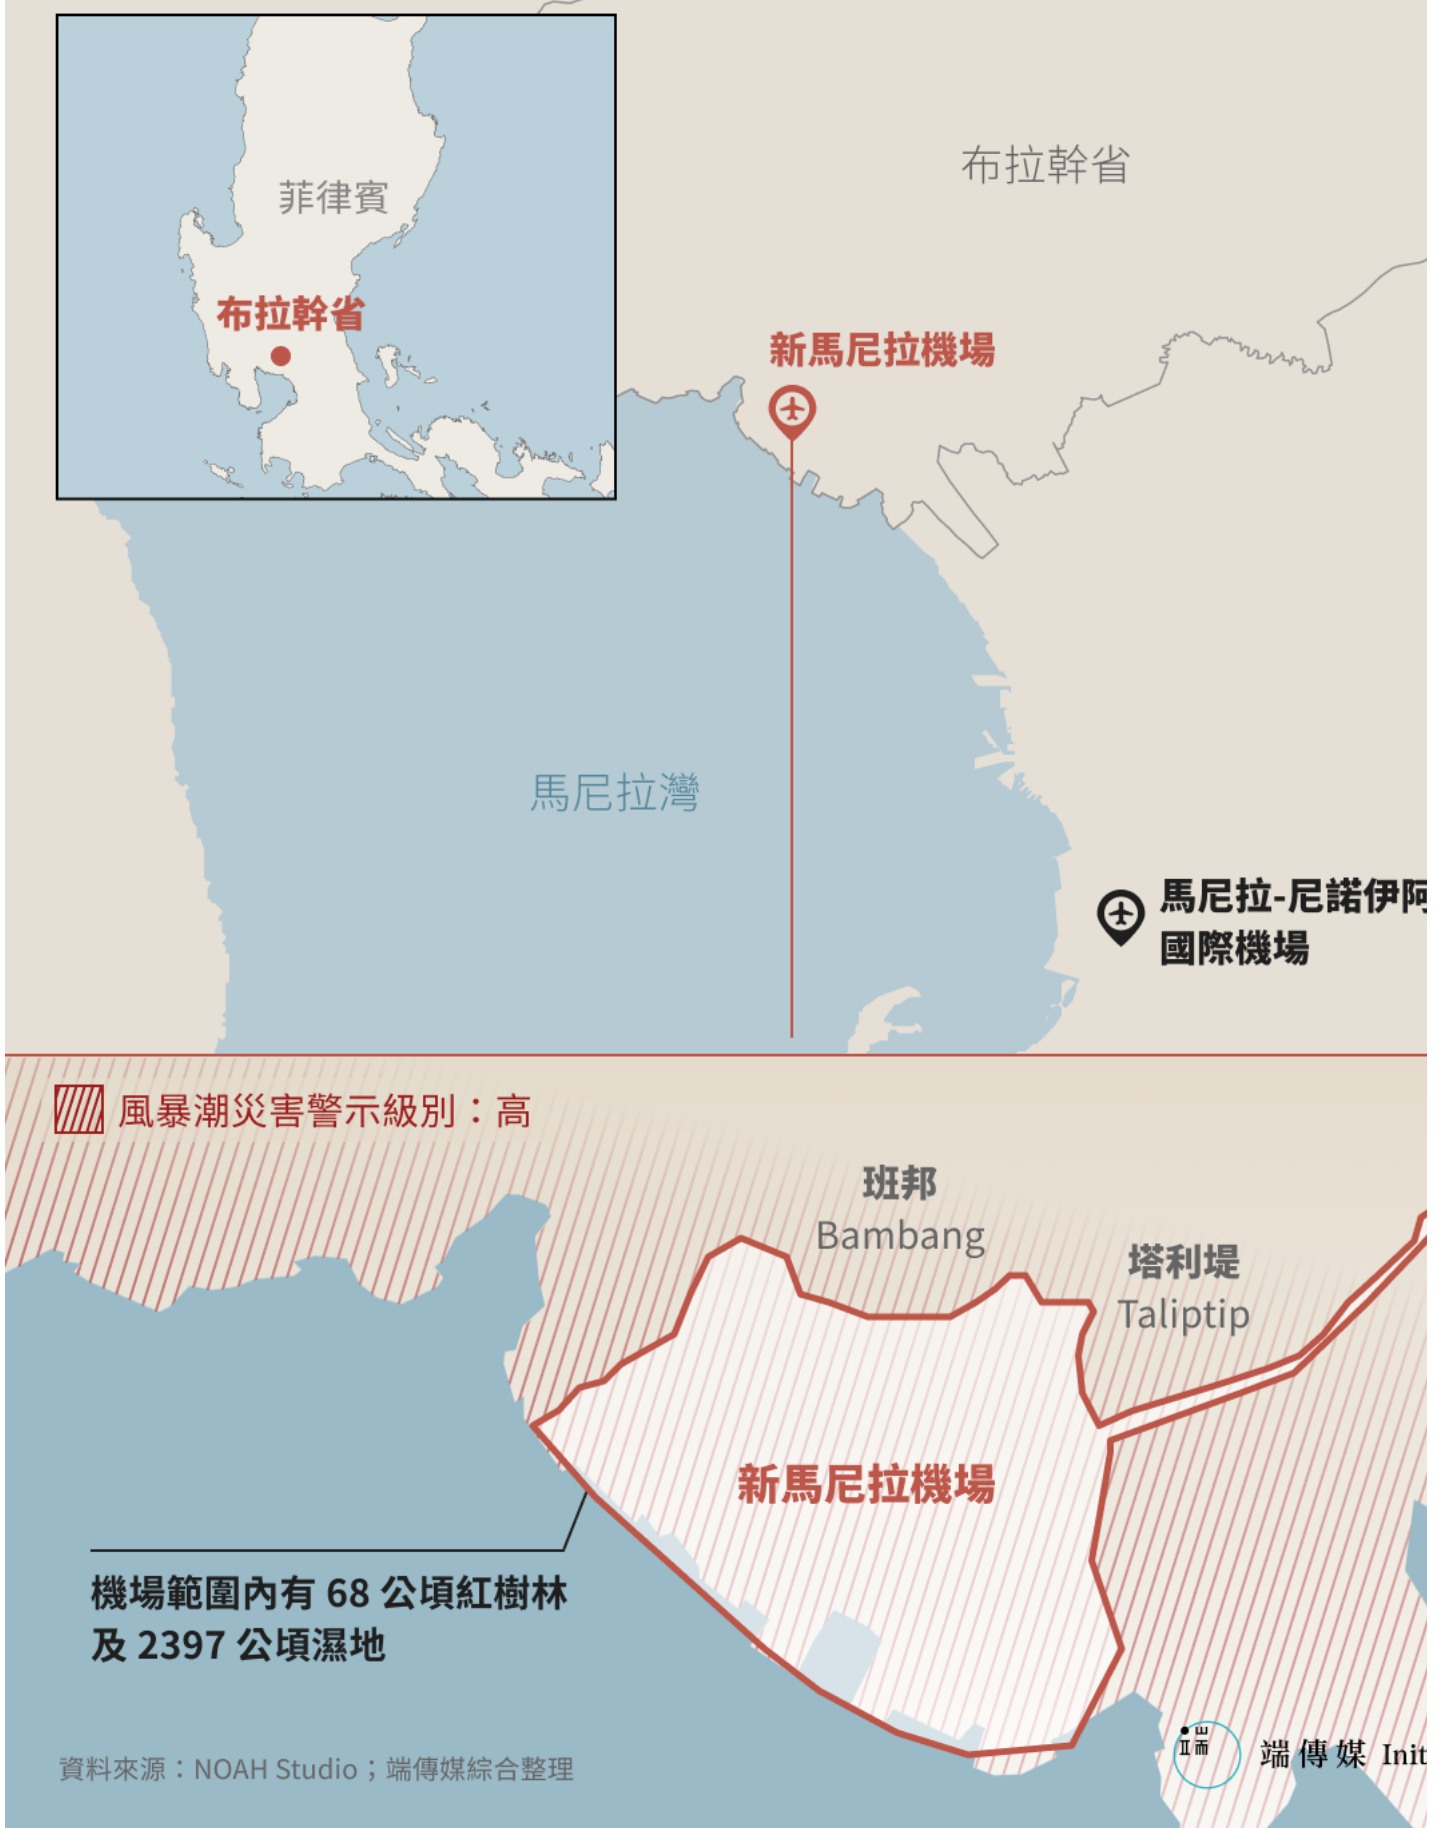 菲律賓
布拉幹省
布拉幹省
新馬尼拉機場
馬尼拉灣
馬尼拉-尼諾伊阿
國際機場
風暴潮災害警示級別：高
班邦
Bambang
塔利堤
Taliptip
新馬尼拉機場
機場範圍內有 68 公頃紅樹林
及 2397 公頃濕地
資料來源：NOAH Studio；端傳媒綜合整理
端傳媒 Init